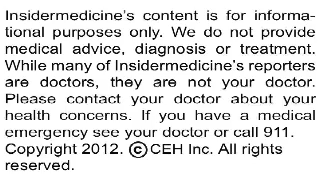 Insidermedicine's content is for informa-
tional purposes only. We do not provide
medical advice, diagnosis or treatment.
While many of Insidermedicine's reporters
are doctors, they are not your doctor.
Please contact your doctor about your
health concerns. If you have a medical
emergency see your doctor or call 911.
Copyright 2012. ©CEH Inc. All rights
reserved.